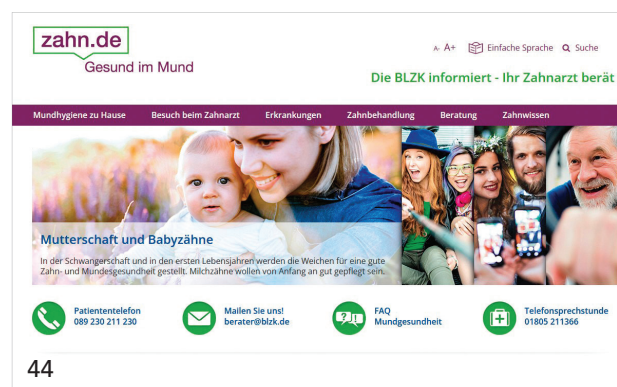 zahn.de
Gesund im Mund
A- A+ Einfache Sprache Suche
Die BLZK informiert - Ihr Zahnarzt berät
Mundhygiene zu Hause Besuch beim Zahnarzt Erkrankungen Zahnbehandlung Beratung Zahnwissen
Mutterschaft und Babyzähne
In der Schwangerschaft und in den ersten Lebensjahren werden die Weichen für eine gute
Zahn- und Mundesgesundheit gestellt. Milchzähne wollen von Anfang an gut gepflegt sein.
Patiententelefon
089 230 211 230
Mailen
Sie uns!
berater@blzk.de
FAQ
Mundgesundheit
Telefonsprechstunde
01805 211366
44